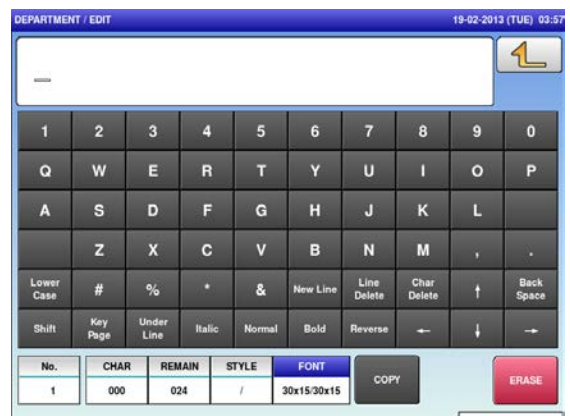 DEPARTMENT / EDIT 19-02-2013 (TUE) 03:57
_
1 2 3 4 5 6 7 8 9 0
Q W E R T Y U I O P
A S D F G H J K L
Z X C V B N M , .
Lower Case # % * & New Line Line Delete Char Delete ↑ Back Space
Shift Key Page Under Line Italic Normal Bold Reverse ← ↓ →
No. CHAR REMAIN STYLE FONT COPY ERASE
1 000 024 / 30x15/30x15